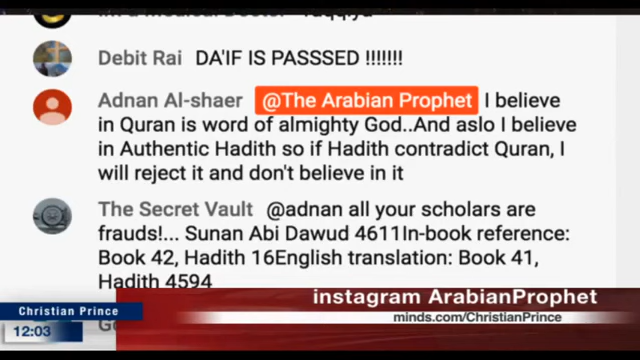 Debit Rai DA'IF IS PASSSED !!!!!!!
Adnan Al-shaer @The Arabian Prophet I believe
in Quran is word of almighty God..And aslo I believe
in Authentic Hadith so if Hadith contradict Quran, I
will reject it and don't believe in it
The Secret Vault @adnan all your scholars are
frauds!... Sunan Abi Dawud 4611In-book reference:
Book 42, Hadith 16English translation: Book 41,
Hadith 4594
instagram ArabianProphet
Christian Prince
minds.com/ChristianPrince
12:03